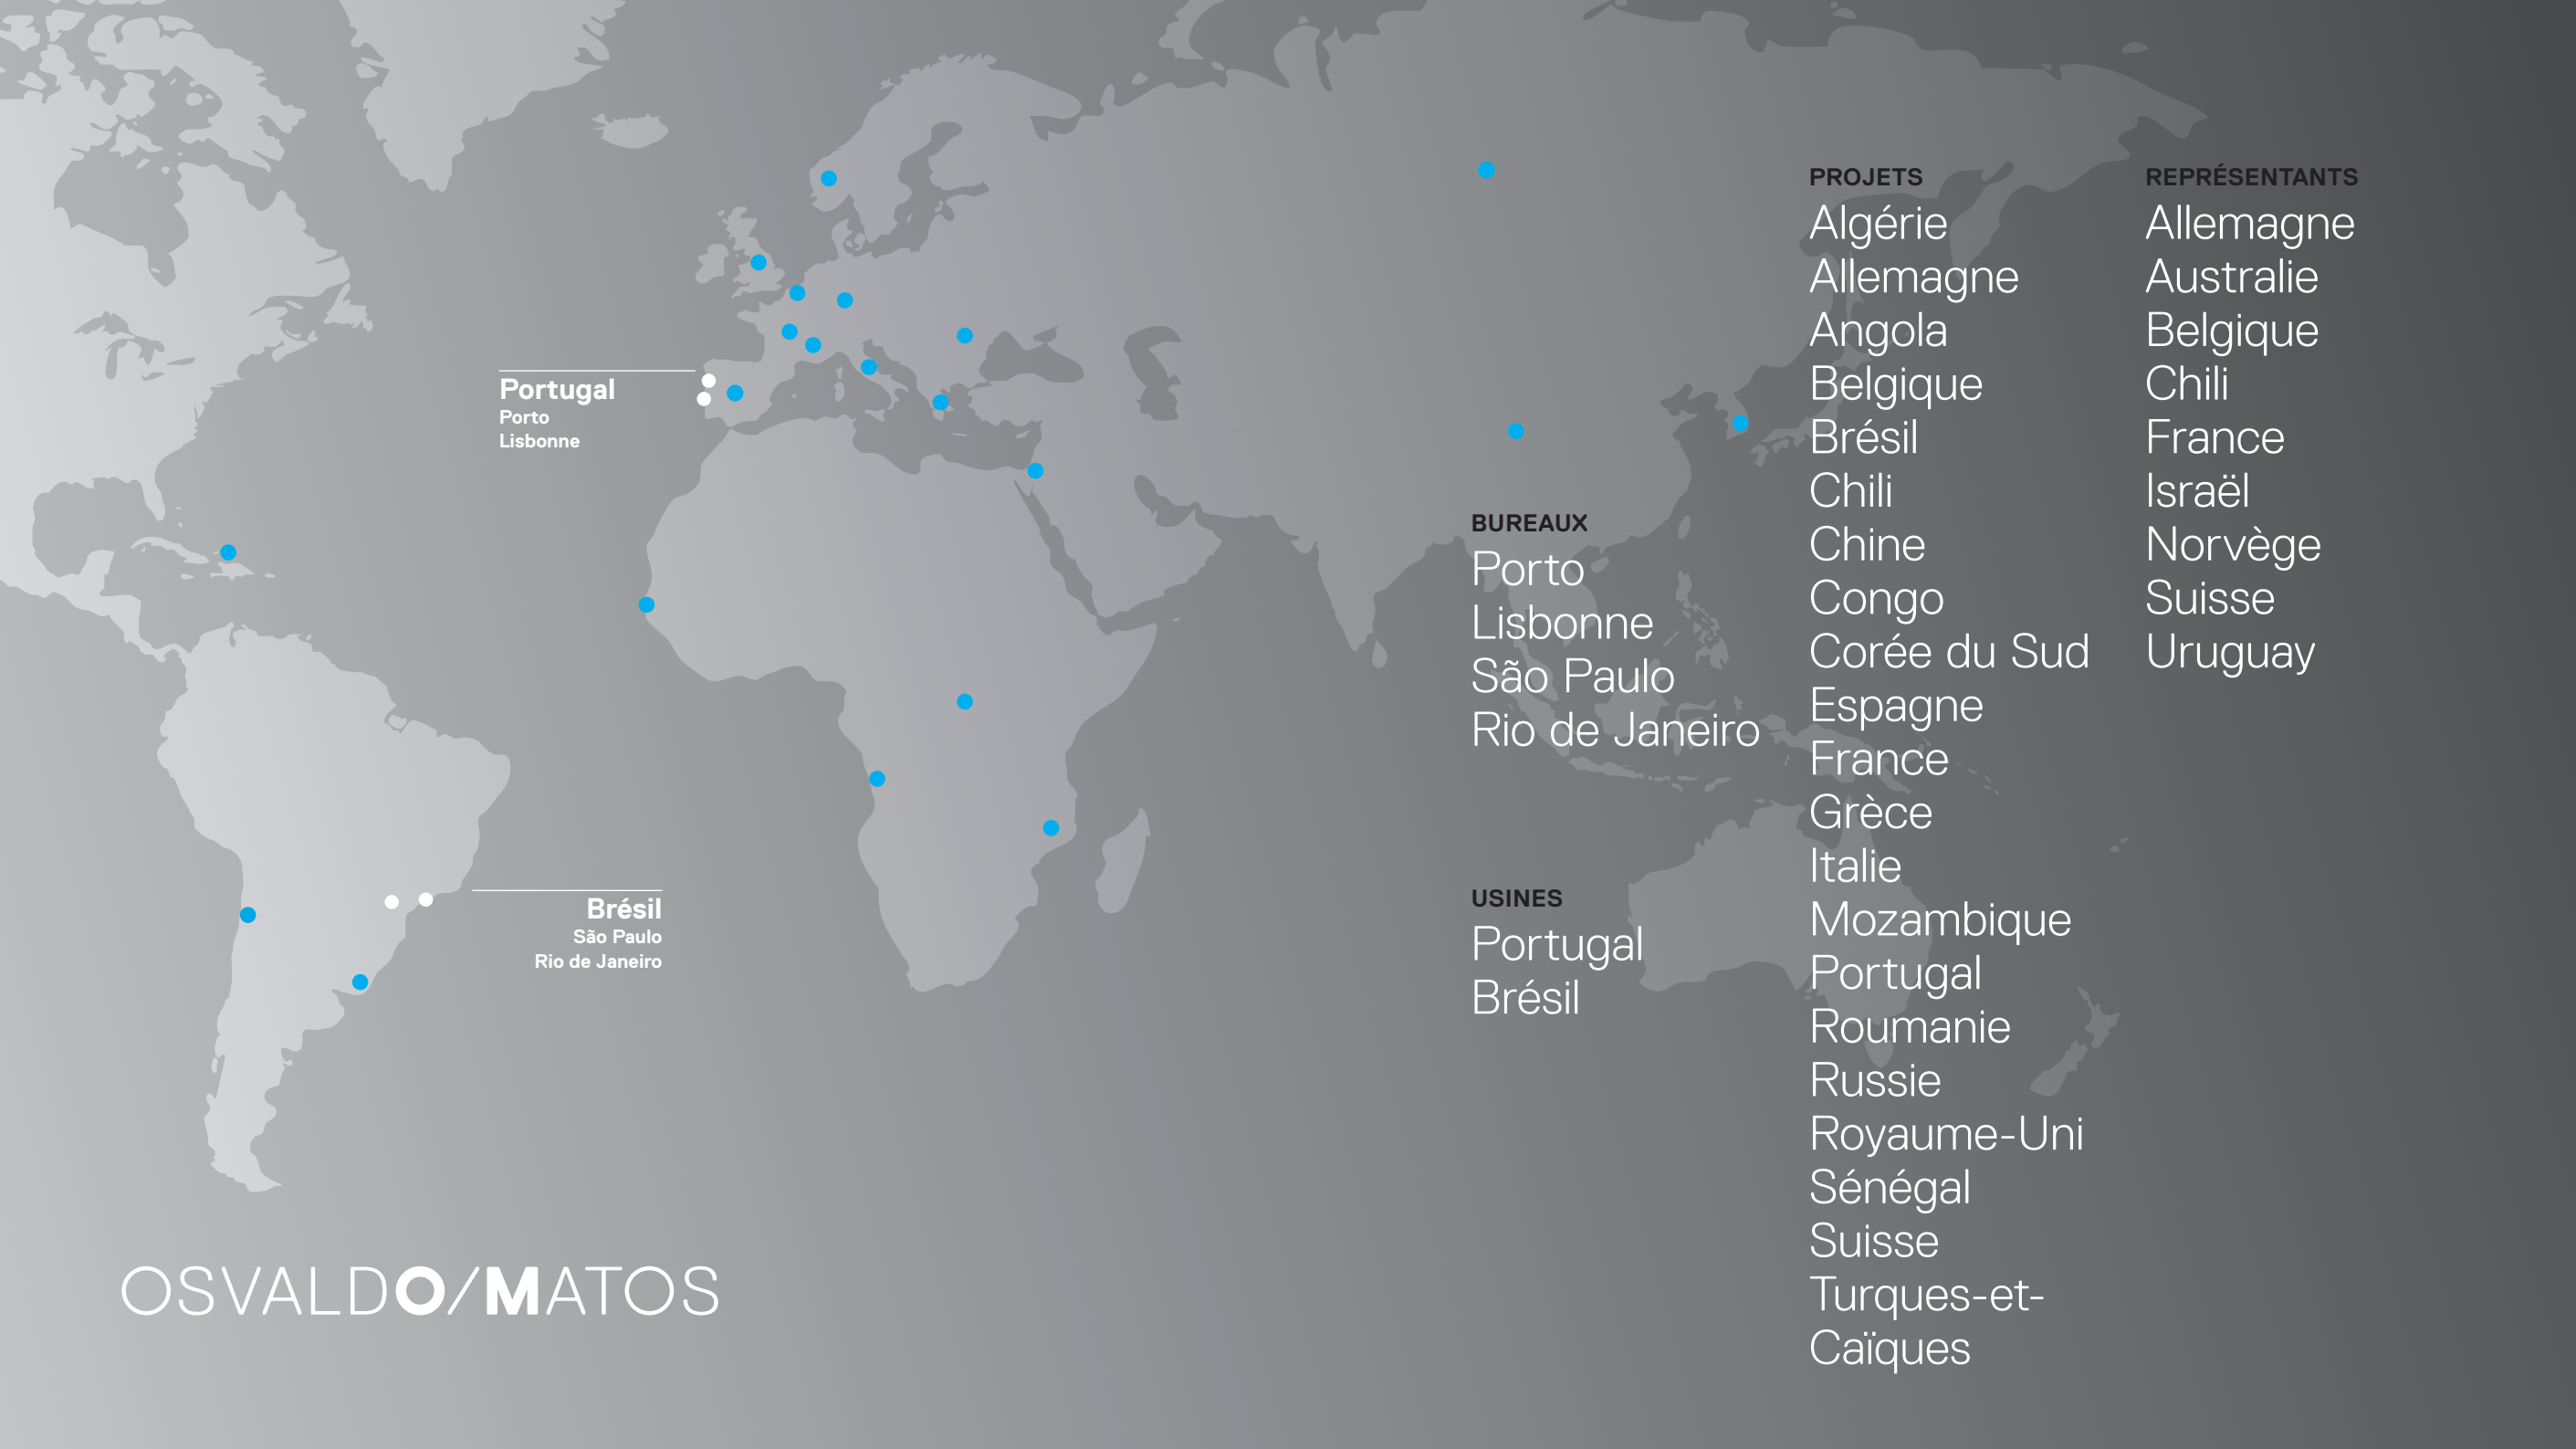 Portugal
Porto
Lisbonne
Brésil
São Paulo
Rio de Janeiro
OSVALDO/MATOS
BUREAUX
Porto
Lisbonne
São Paulo
Rio de Janeiro
USINES
Portugal
Brésil
PROJETS
Algérie
Allemagne
Angola
Belgique
Brésil
Chili
Chine
Congo
Corée du Sud
Espagne
France
Grèce
Italie
Mozambique
Portugal
Roumanie
Russie
Royaume-Uni
Sénégal
Suisse
Turques-et-
Caïques
REPRÉSENTANTS
Allemagne
Australie
Belgique
Chili
France
Israël
Norvège
Suisse
Uruguay